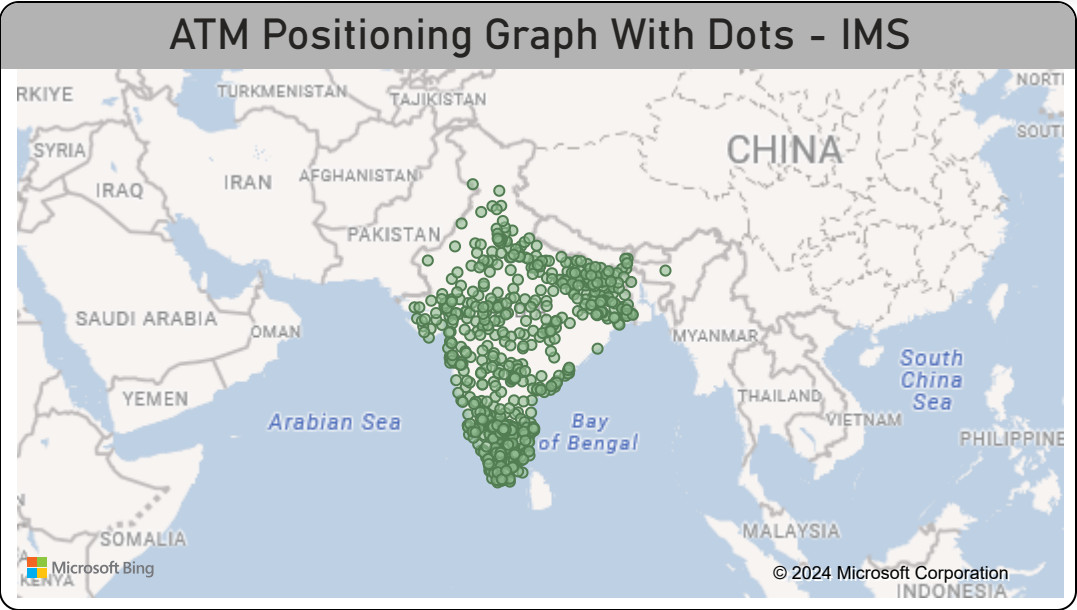 ATM Positioning Graph With Dots - IMS
RKIYE
TURKMENISTAN
TAJIKISTAN
NORTH
SYRIA
CHINA
SOUT
IRAQ
IRAN
AFGHANISTAN
PAKISTAN
SAUDI ARABIA
OMAN
MYANMAR
South
China
Sea
YEMEN
THAILAND
Arabian Sea
Bay
of Bengal
VIETNAM
PHILIPPINE
SOMALIA
MALAYSIA
Microsoft Bing
KENYA
© 2024 Microsoft Corporation
INDONESIA